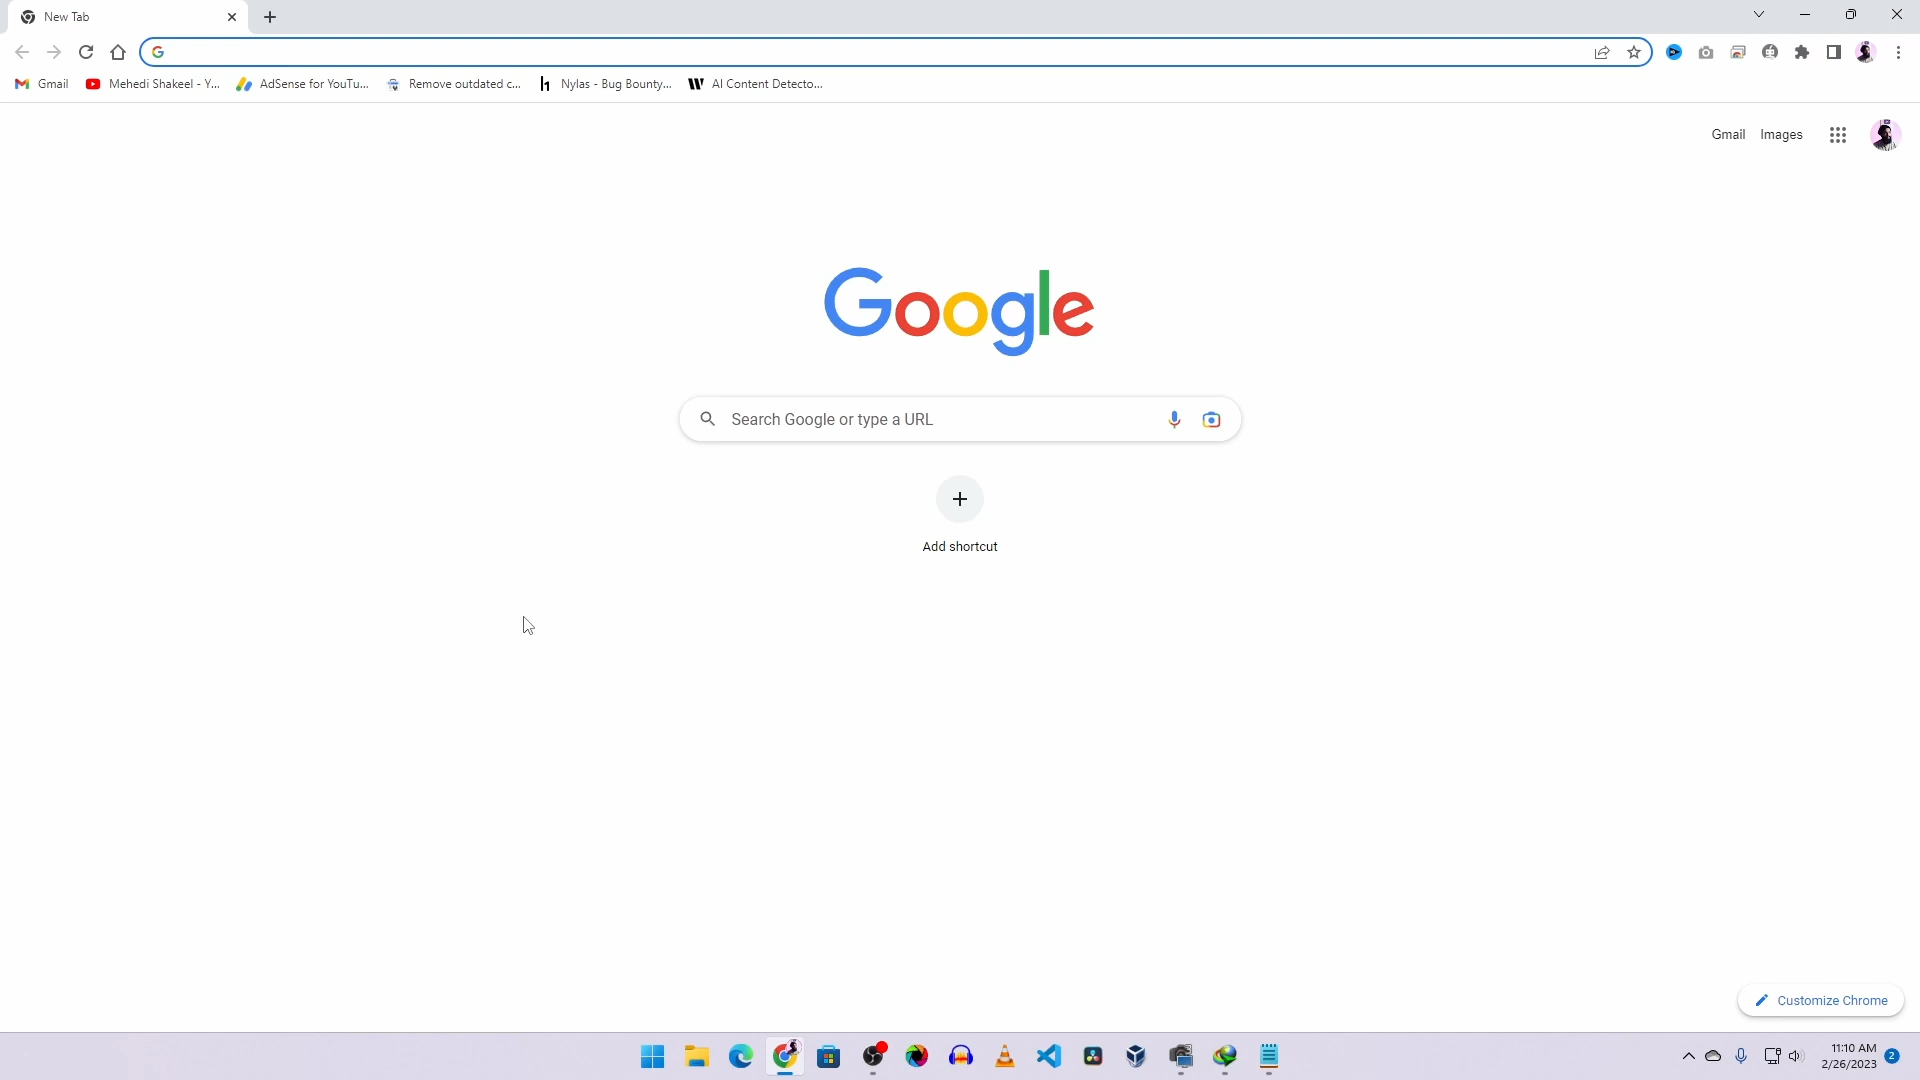 New Tab
Gmail
Mehedi Shakeel - Y...
AdSense for YouTu...
Remove outdated c...
Nylas - Bug Bounty...
AI Content Detecto...
Gmail
Images
Google
Search Google or type a URL
Add shortcut
Customize Chrome
11:10 AM
2/26/2023
2